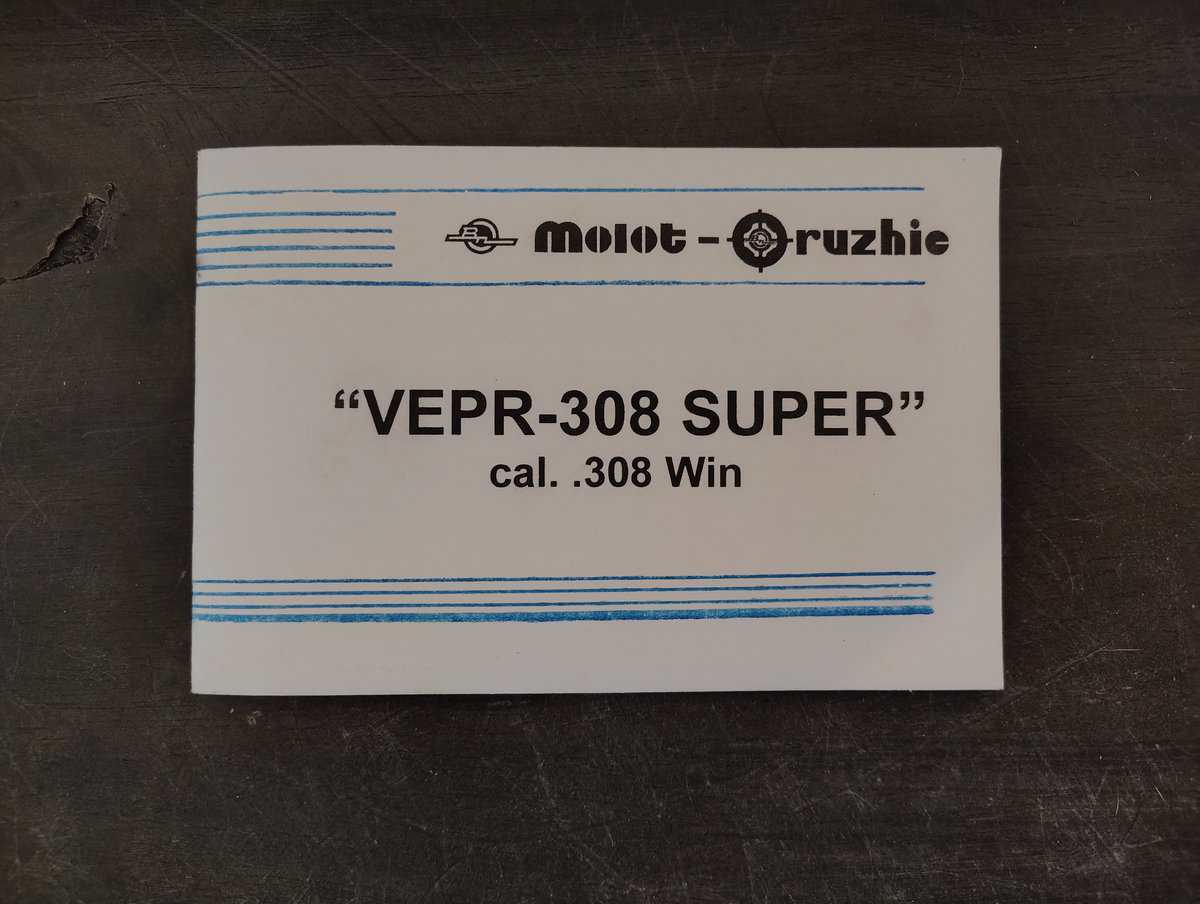 Molot - Oruzhie
“VEPR-308 SUPER”
cal. .308 Win